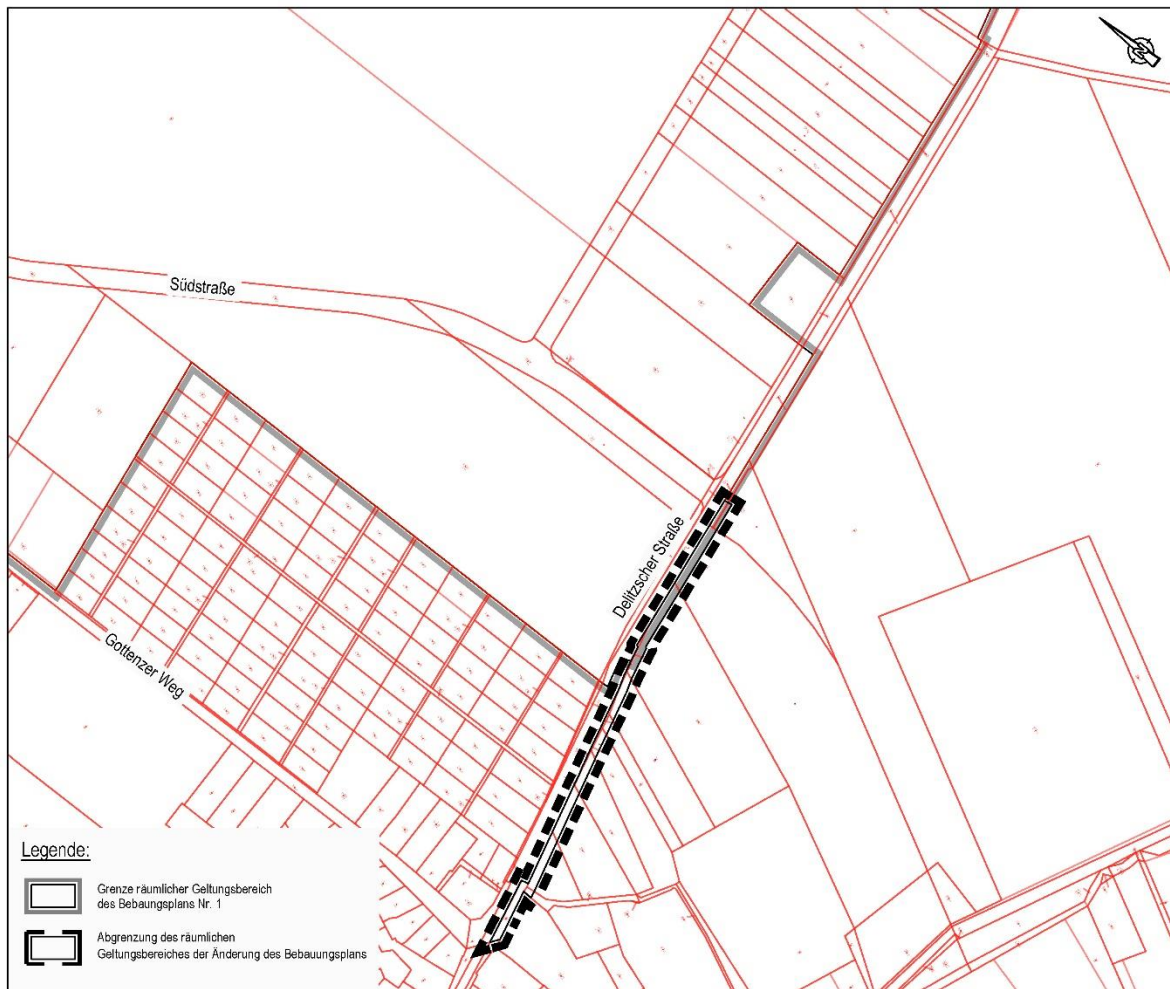 Südstraße
Delitzscher Straße
Gottenzer Weg
Legende:
Grenze räumlicher Geltungsbereich
des Bebaungsplans Nr. 1
Abgrenzung des räumlichen
Geltungsbereiches der Änderung des Bebauungsplans